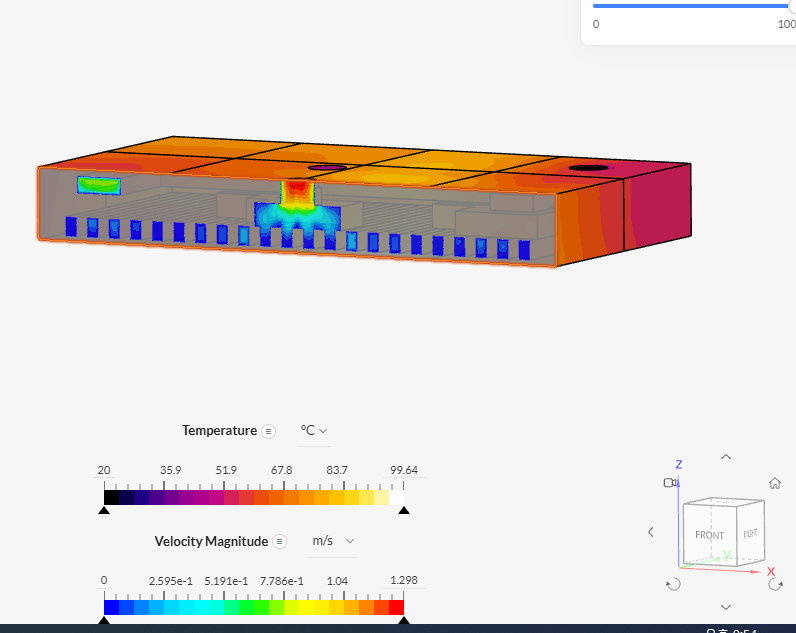 0 100
Temperature °C
20 35.9 51.9 67.8 83.7 99.64
Velocity Magnitude m/s
0 2.595e-1 5.191e-1 7.786e-1 1.04 1.298
Z
FRONT RIGHT
Y
X